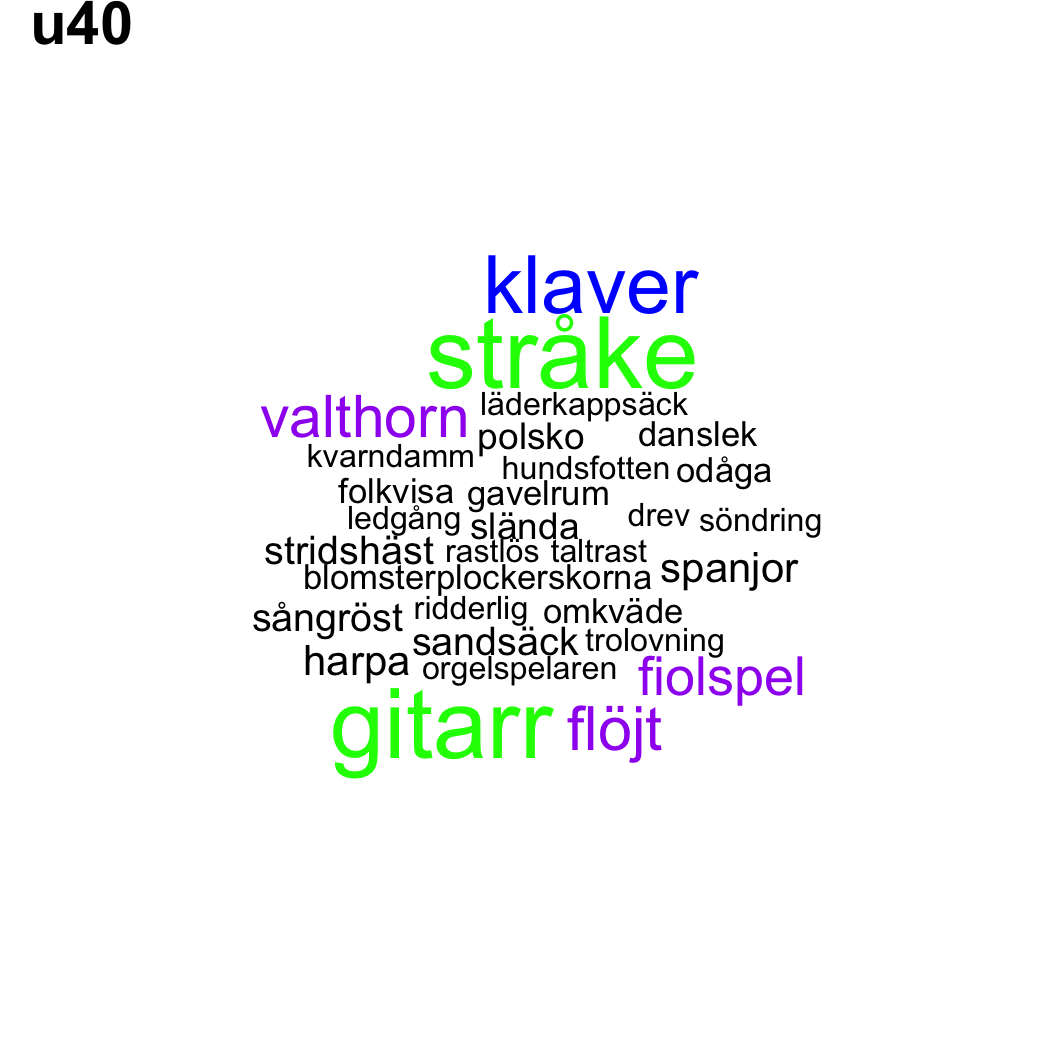 u40
klaver
stråke
valthorn läderkappsäck
polsko danslek
kvarndamm hundsfotten odåga
folkvisa gavelrum
ledgång slända drev söndring
stridshäst rastlös taltrast spanjor
blomsterplockerskorna
sångröst ridderlig omkväde
sandsäck trolovning
harpa orgelspelaren fiolspel
gitarr flöjt